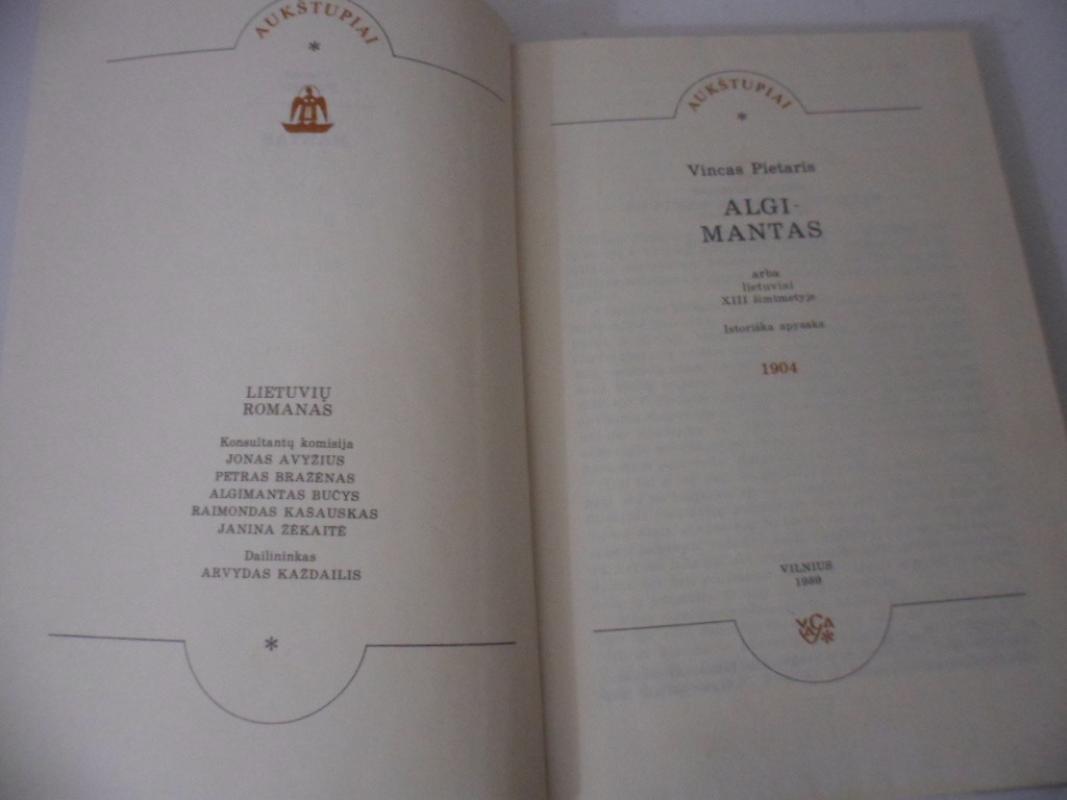 AUKŠTUPIAI
*
LIETUVIŲ
ROMANAS
Konsultantų komisija
JONAS AVYŽIUS
PETRAS BRAŽĖNAS
ALGIMANTAS BUČYS
RAIMONDAS KAŠAUSKAS
JANINA ŽĖKAITĖ
Dailininkas
ARVYDAS KAŽDAILIS
*
AUKŠTUPIAI
*
Vincas Pietaris
ALGI-
MANTAS
arba
lietuviai
XIII šimtmetyje
Istoriška apysaka
1904
VILNIUS
1989